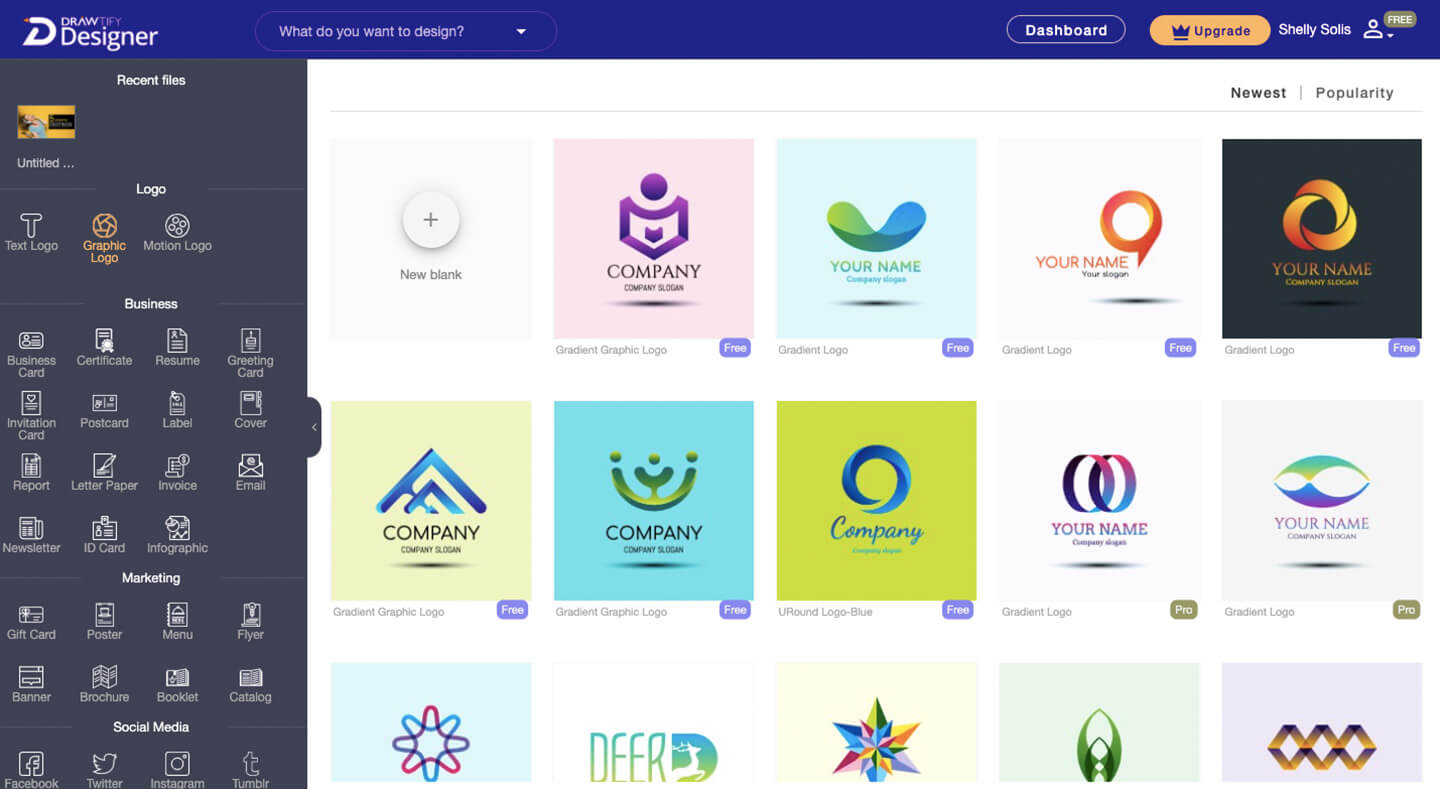 DRAWTIFY
Designer
What do you want to design?
Dashboard
Upgrade
Shelly Solis
FREE
Recent files
Untitled ...
Logo
Text Logo
Graphic
Logo
Motion Logo
Business
Business
Card
Certificate
Resume
Greeting
Card
Invitation
Card
Postcard
Label
Cover
Report
Letter Paper
Invoice
Email
Newsletter
ID Card
Infographic
Marketing
Gift Card
Poster
Menu
Flyer
Banner
Brochure
Booklet
Catalog
Social Media
Facebook
Twitter
Instagram
Tumblr
Newest | Popularity
+
New blank
COMPANY
COMPANY SLOGAN
Gradient Graphic Logo
Free
YOUR NAME
Company slogan
Gradient Logo
Free
YOUR NAME
Your slogan
Gradient Logo
Free
YOUR NAME
Company slogan
Gradient Logo
Free
COMPANY
COMPANY SLOGAN
Gradient Graphic Logo
Free
COMPANY
COMPANY SLOGAN
Gradient Graphic Logo
Free
Company
Company slogan
URound Logo-Blue
Free
YOUR NAME
Company slogan
Gradient Logo
Pro
YOUR NAME
Company slogan
Gradient Logo
Pro
DEER